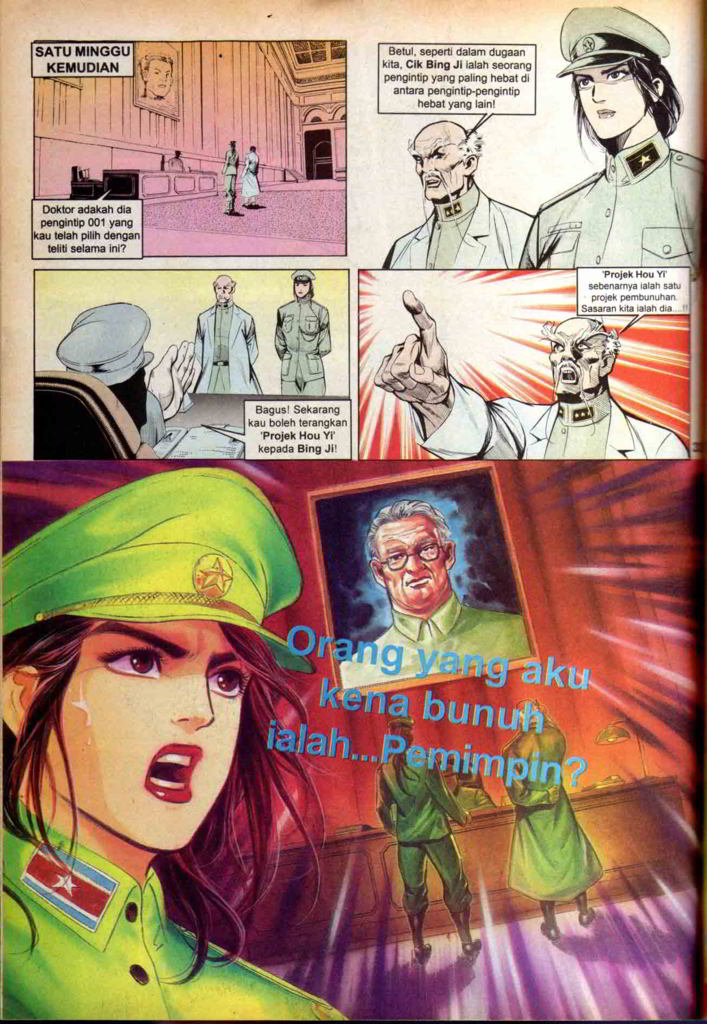 SATU MINGGU
KEMUDIAN
Doktor adakah dia
pengintip 001 yang
kau telah pilih dengan
teliti selama ini?
Betul, seperti dalam dugaan
kita, Cik Bing Ji ialah seorang
pengintip yang paling hebat di
antara pengintip-pengintip
hebat yang lain!
Bagus! Sekarang
kau boleh terangkan
'Projek Hou Yi'
kepada Bing Ji!
'Projek Hou Yi'
sebenarnya ialah satu
projek pembunuhan.
Sasaran kita ialah dia...!!
Orang yang aku
kena bunuh
ialah...Pemimpin?